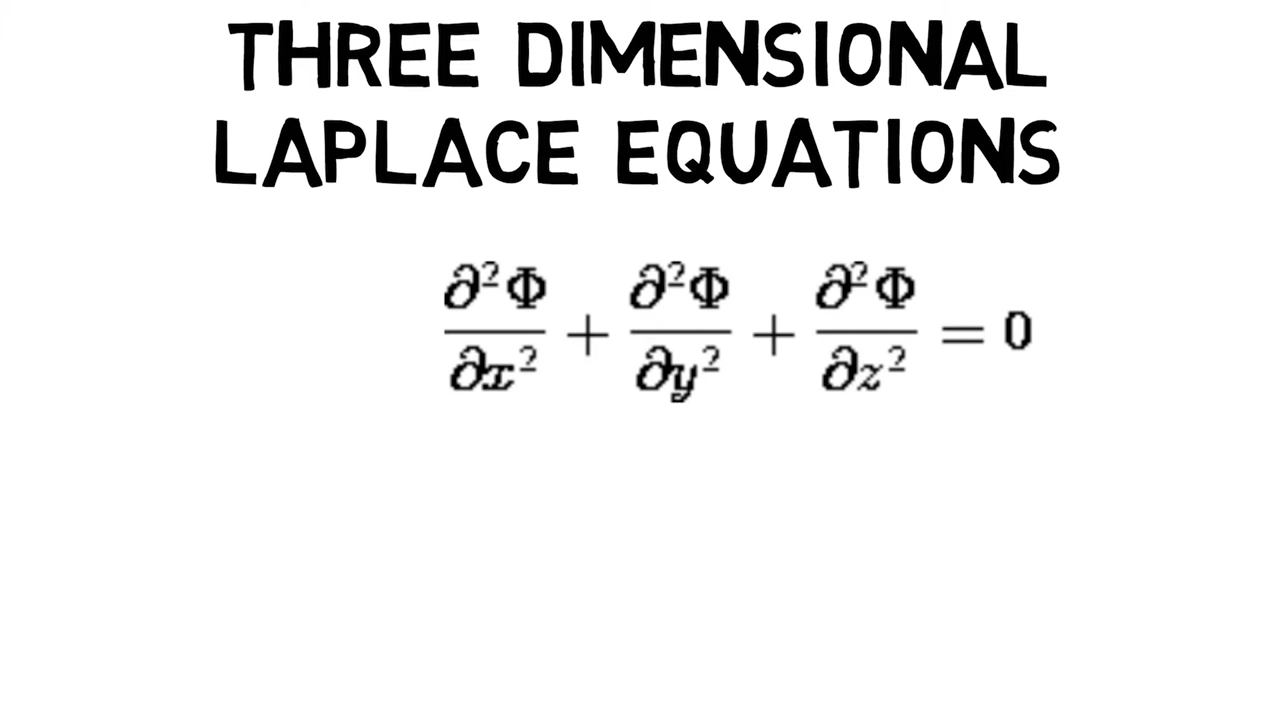 THREE DIMENSIONAL
LAPLACE EQUATIONS
∂²Φ/∂x² + ∂²Φ/∂y² + ∂²Φ/∂z² = 0